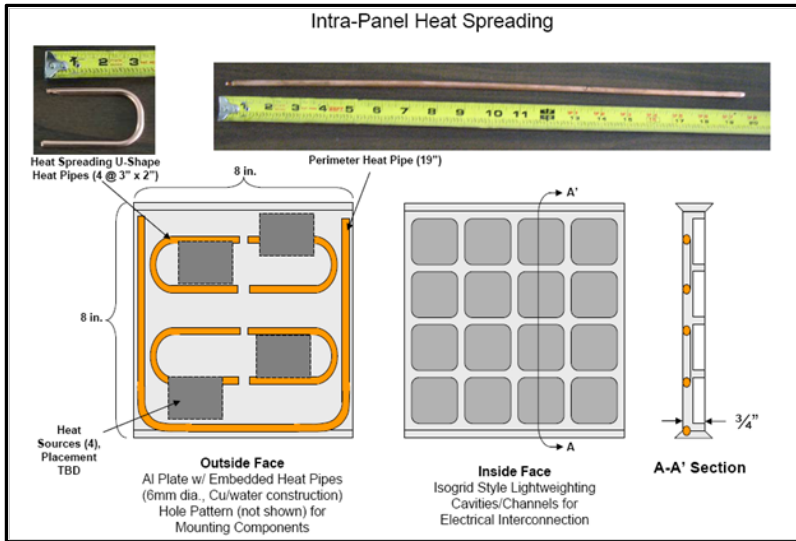 Intra-Panel Heat Spreading
Heat Spreading U-Shape
Heat Pipes (4 @ 3" x 2")
Perimeter Heat Pipe (19")
8 in.
8 in.
A'
A
3/4"
Heat
Sources (4),
Placement
TBD
Outside Face
Al Plate w/ Embedded Heat Pipes
(6mm dia., Cu/water construction)
Hole Pattern (not shown) for
Mounting Components
Inside Face
Isogrid Style Lightweighting
Cavities/Channels for
Electrical Interconnection
A-A' Section